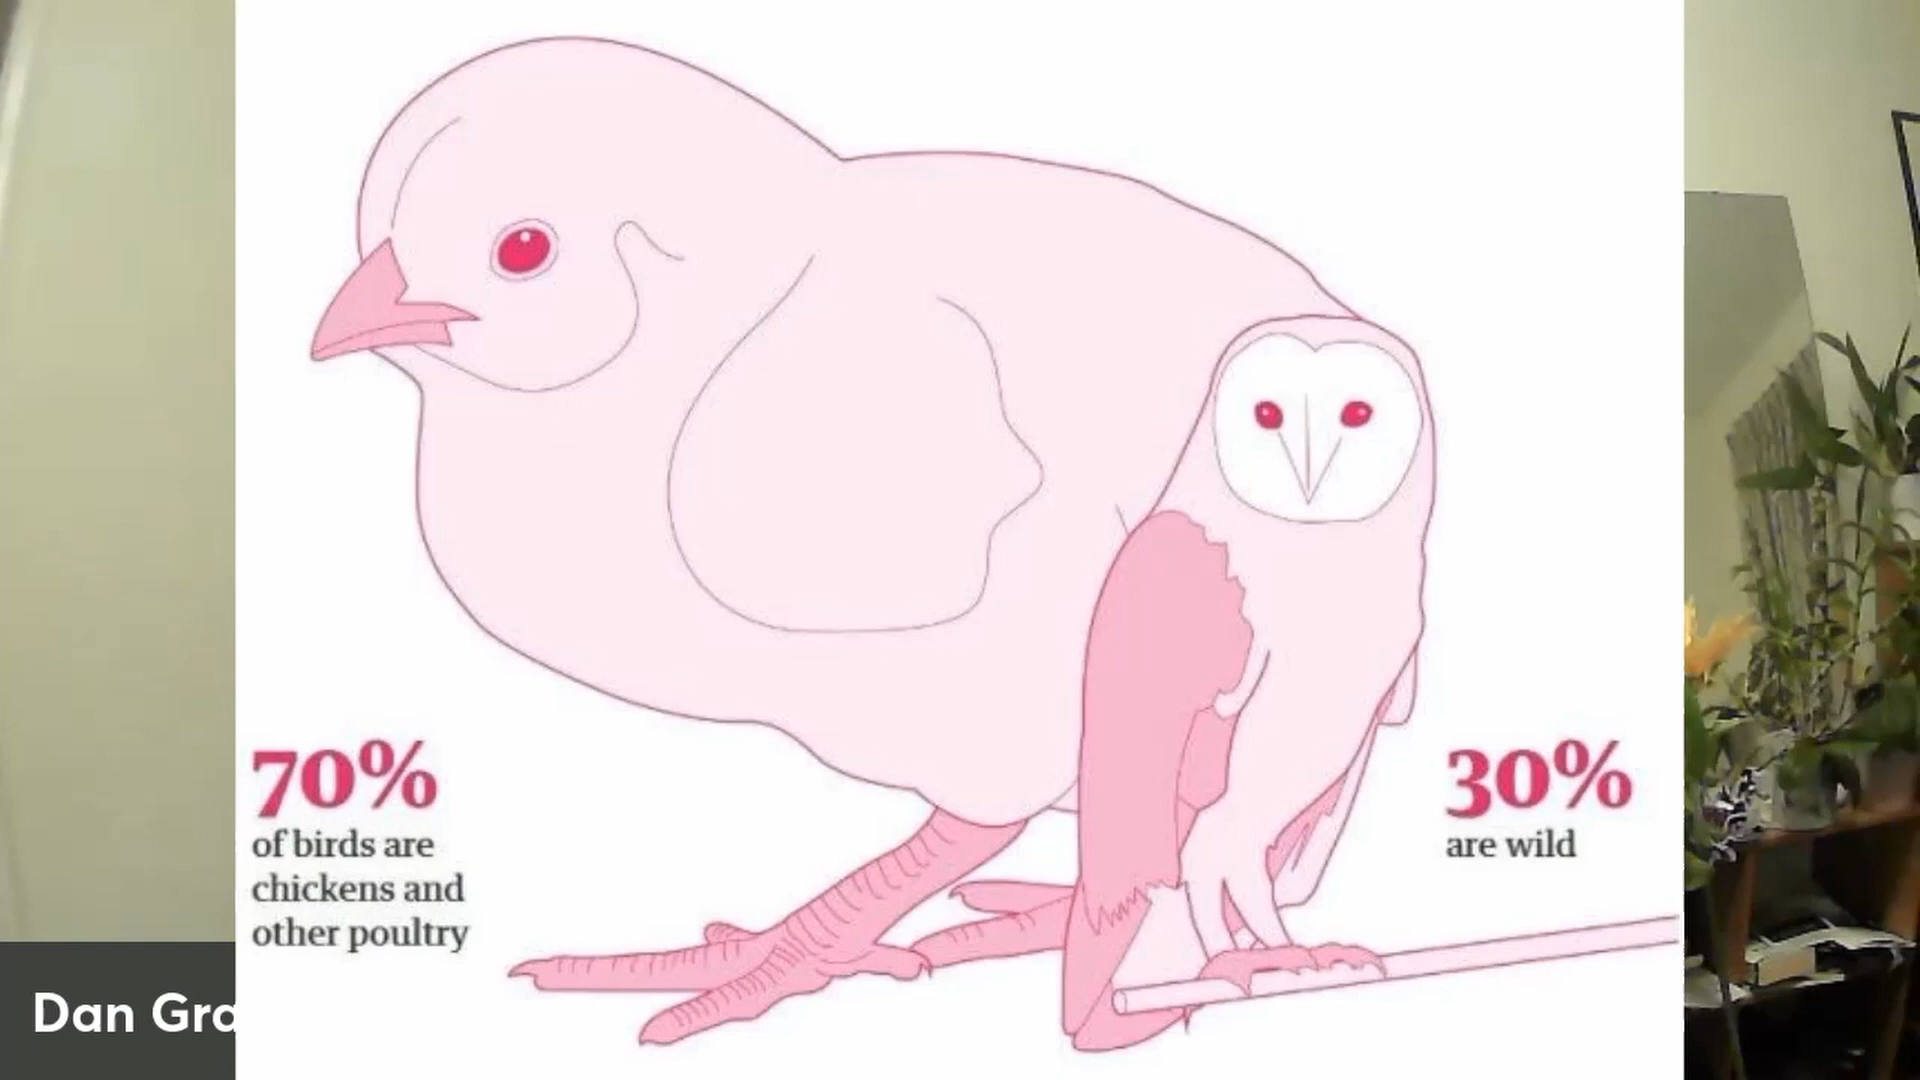 70%
of birds are
chickens and
other poultry
30%
are wild
Dan Gra